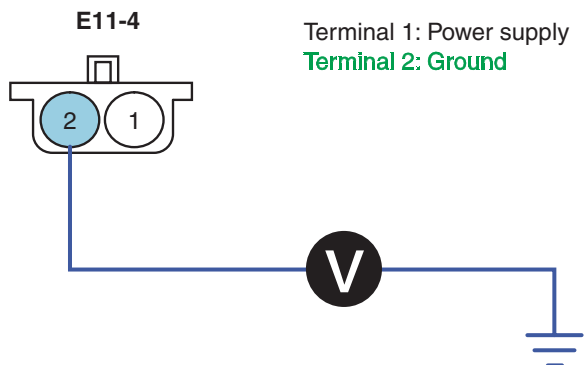 E11-4
Terminal 1: Power supply
Terminal 2: Ground
2 1
V